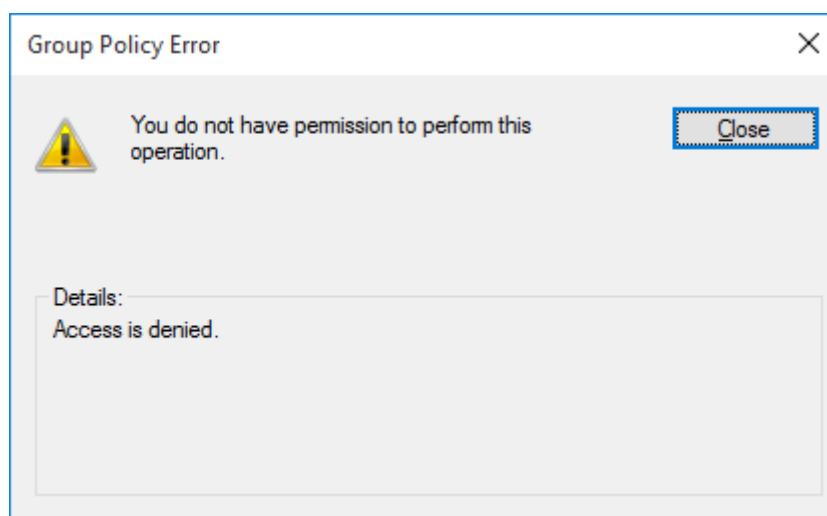 Group Policy Error
You do not have permission to perform this
operation.
Close
Details:
Access is denied.